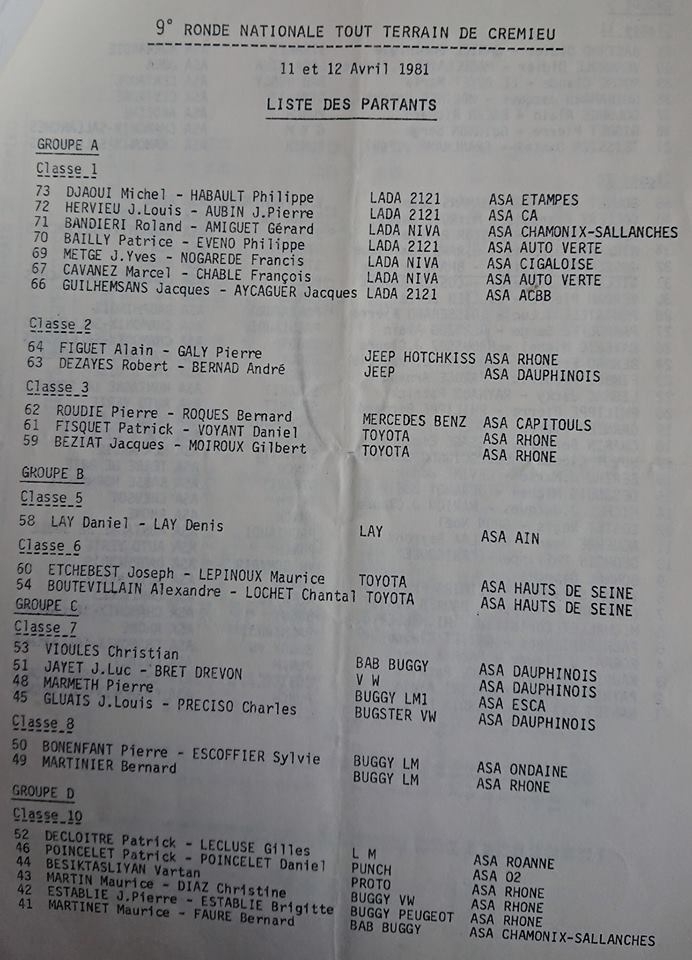 9° RONDE NATIONALE TOUT TERRAIN DE CREMIEU
11 et 12 Avril 1981
LISTE DES PARTANTS
GROUPE A
Classe 1
73 DJAOUI Michel - HABAULT Philippe LADA 2121 ASA ETAMPES
72 HERVIEU J.Louis - AUBIN J.Pierre LADA 2121 ASA CA
71 BANDIERI Roland - AMIGUET Gérard LADA NIVA ASA CHAMONIX-SALLANCHES
70 BAILLY Patrice - EVENO Philippe LADA 2121 ASA AUTO VERTE
69 METGE J.Yves - NOGAREDE Francis LADA NIVA ASA CIGALOISE
67 CAVANEZ Marcel - CHABLE François LADA NIVA ASA AUTO VERTE
66 GUILHEMSANS Jacques - AYCAGUER Jacques LADA 2121 ASA ACBB
Classe 2
64 FIGUET Alain - GALY Pierre JEEP HOTCHKISS ASA RHONE
63 DEZAYES Robert - BERNAD André JEEP ASA DAUPHINOIS
Classe 3
62 ROUDIE Pierre - ROQUES Bernard MERCEDES BENZ ASA CAPITOULS
61 FISQUET Patrick - VOYANT Daniel TOYOTA ASA RHONE
59 BEZIAT Jacques - MOIROUX Gilbert TOYOTA ASA RHONE
GROUPE B
Classe 5
58 LAY Daniel - LAY Denis LAY ASA AIN
Classe 6
60 ETCHEBEST Joseph - LEPINOUX Maurice TOYOTA ASA HAUTS DE SEINE
54 BOUTEVILLAIN Alexandre - LOCHET Chantal TOYOTA ASA HAUTS DE SEINE
GROUPE C
Classe 7
53 VIOULES Christian BAB BUGGY ASA DAUPHINOIS
51 JAYET J.Luc - BRET DREVON V W ASA DAUPHINOIS
48 MARMETH Pierre BUGGY LM1 ASA ESCA
45 GLUAIS J.Louis - PRECISO Charles BUGSTER VW ASA DAUPHINOIS
Classe 8
50 BONENFANT Pierre - ESCOFFIER Sylvie BUGGY LM ASA ONDAINE
49 MARTINIER Bernard BUGGY LM ASA RHONE
GROUPE D
Classe 10
52 DECLOITRE Patrick - LECLUSE Gilles L M ASA ROANNE
46 POINCELET Patrick - POINCELET Daniel PUNCH ASA 02
44 BESIKTASLIYAN Vartan PROTO ASA RHONE
43 MARTIN Maurice - DIAZ Christine BUGGY VW ASA RHONE
42 ESTABLIE J.Pierre - ESTABLIE Brigitte BUGGY PEUGEOT ASA RHONE
41 MARTINET Maurice - FAURE Bernard BAB BUGGY ASA CHAMONIX-SALLANCHES